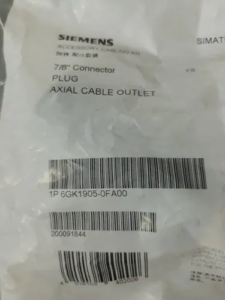 SIEMENS
SIMAT
7/8" Connector
PLUG
AXIAL CABLE OUTLET
1P 6GK1905-0FA00
200091844